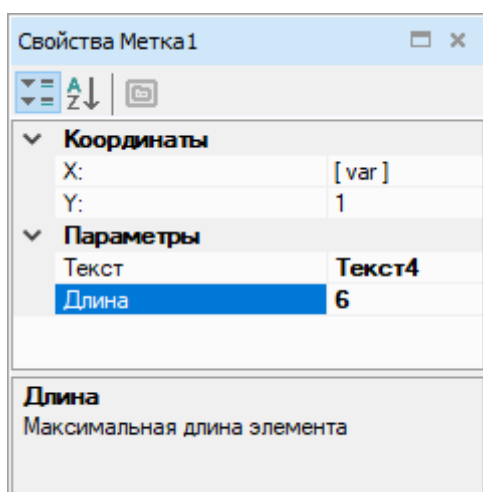 Свойства Метка1
Координаты
X: [ var ]
Y: 1
Параметры
Текст Текст4
Длина 6
Длина
Максимальная длина элемента